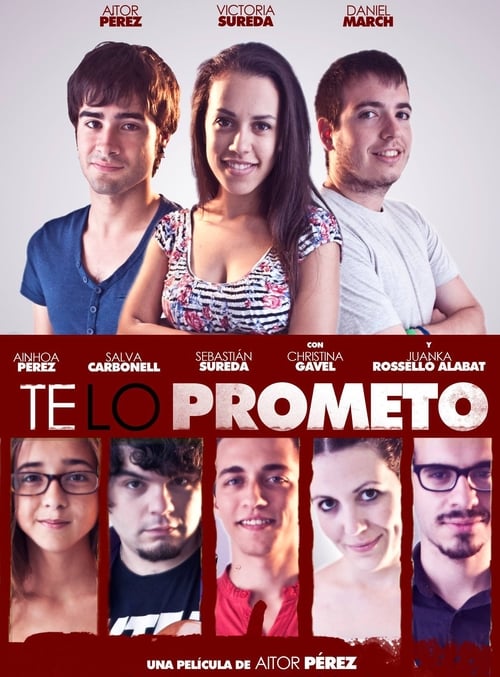 AITOR
PEREZ
VICTORIA
SUREDA
DANIEL
MARCH
AINHOA
PEREZ
SALVA
CARBONELL
SEBASTIÁN
SUREDA
CON
CHRISTINA
GAVEL
Y
JUANKA
ROSSELLO ALABAT
TE LO PROMETO
UNA PELÍCULA DE AITOR PÉREZ